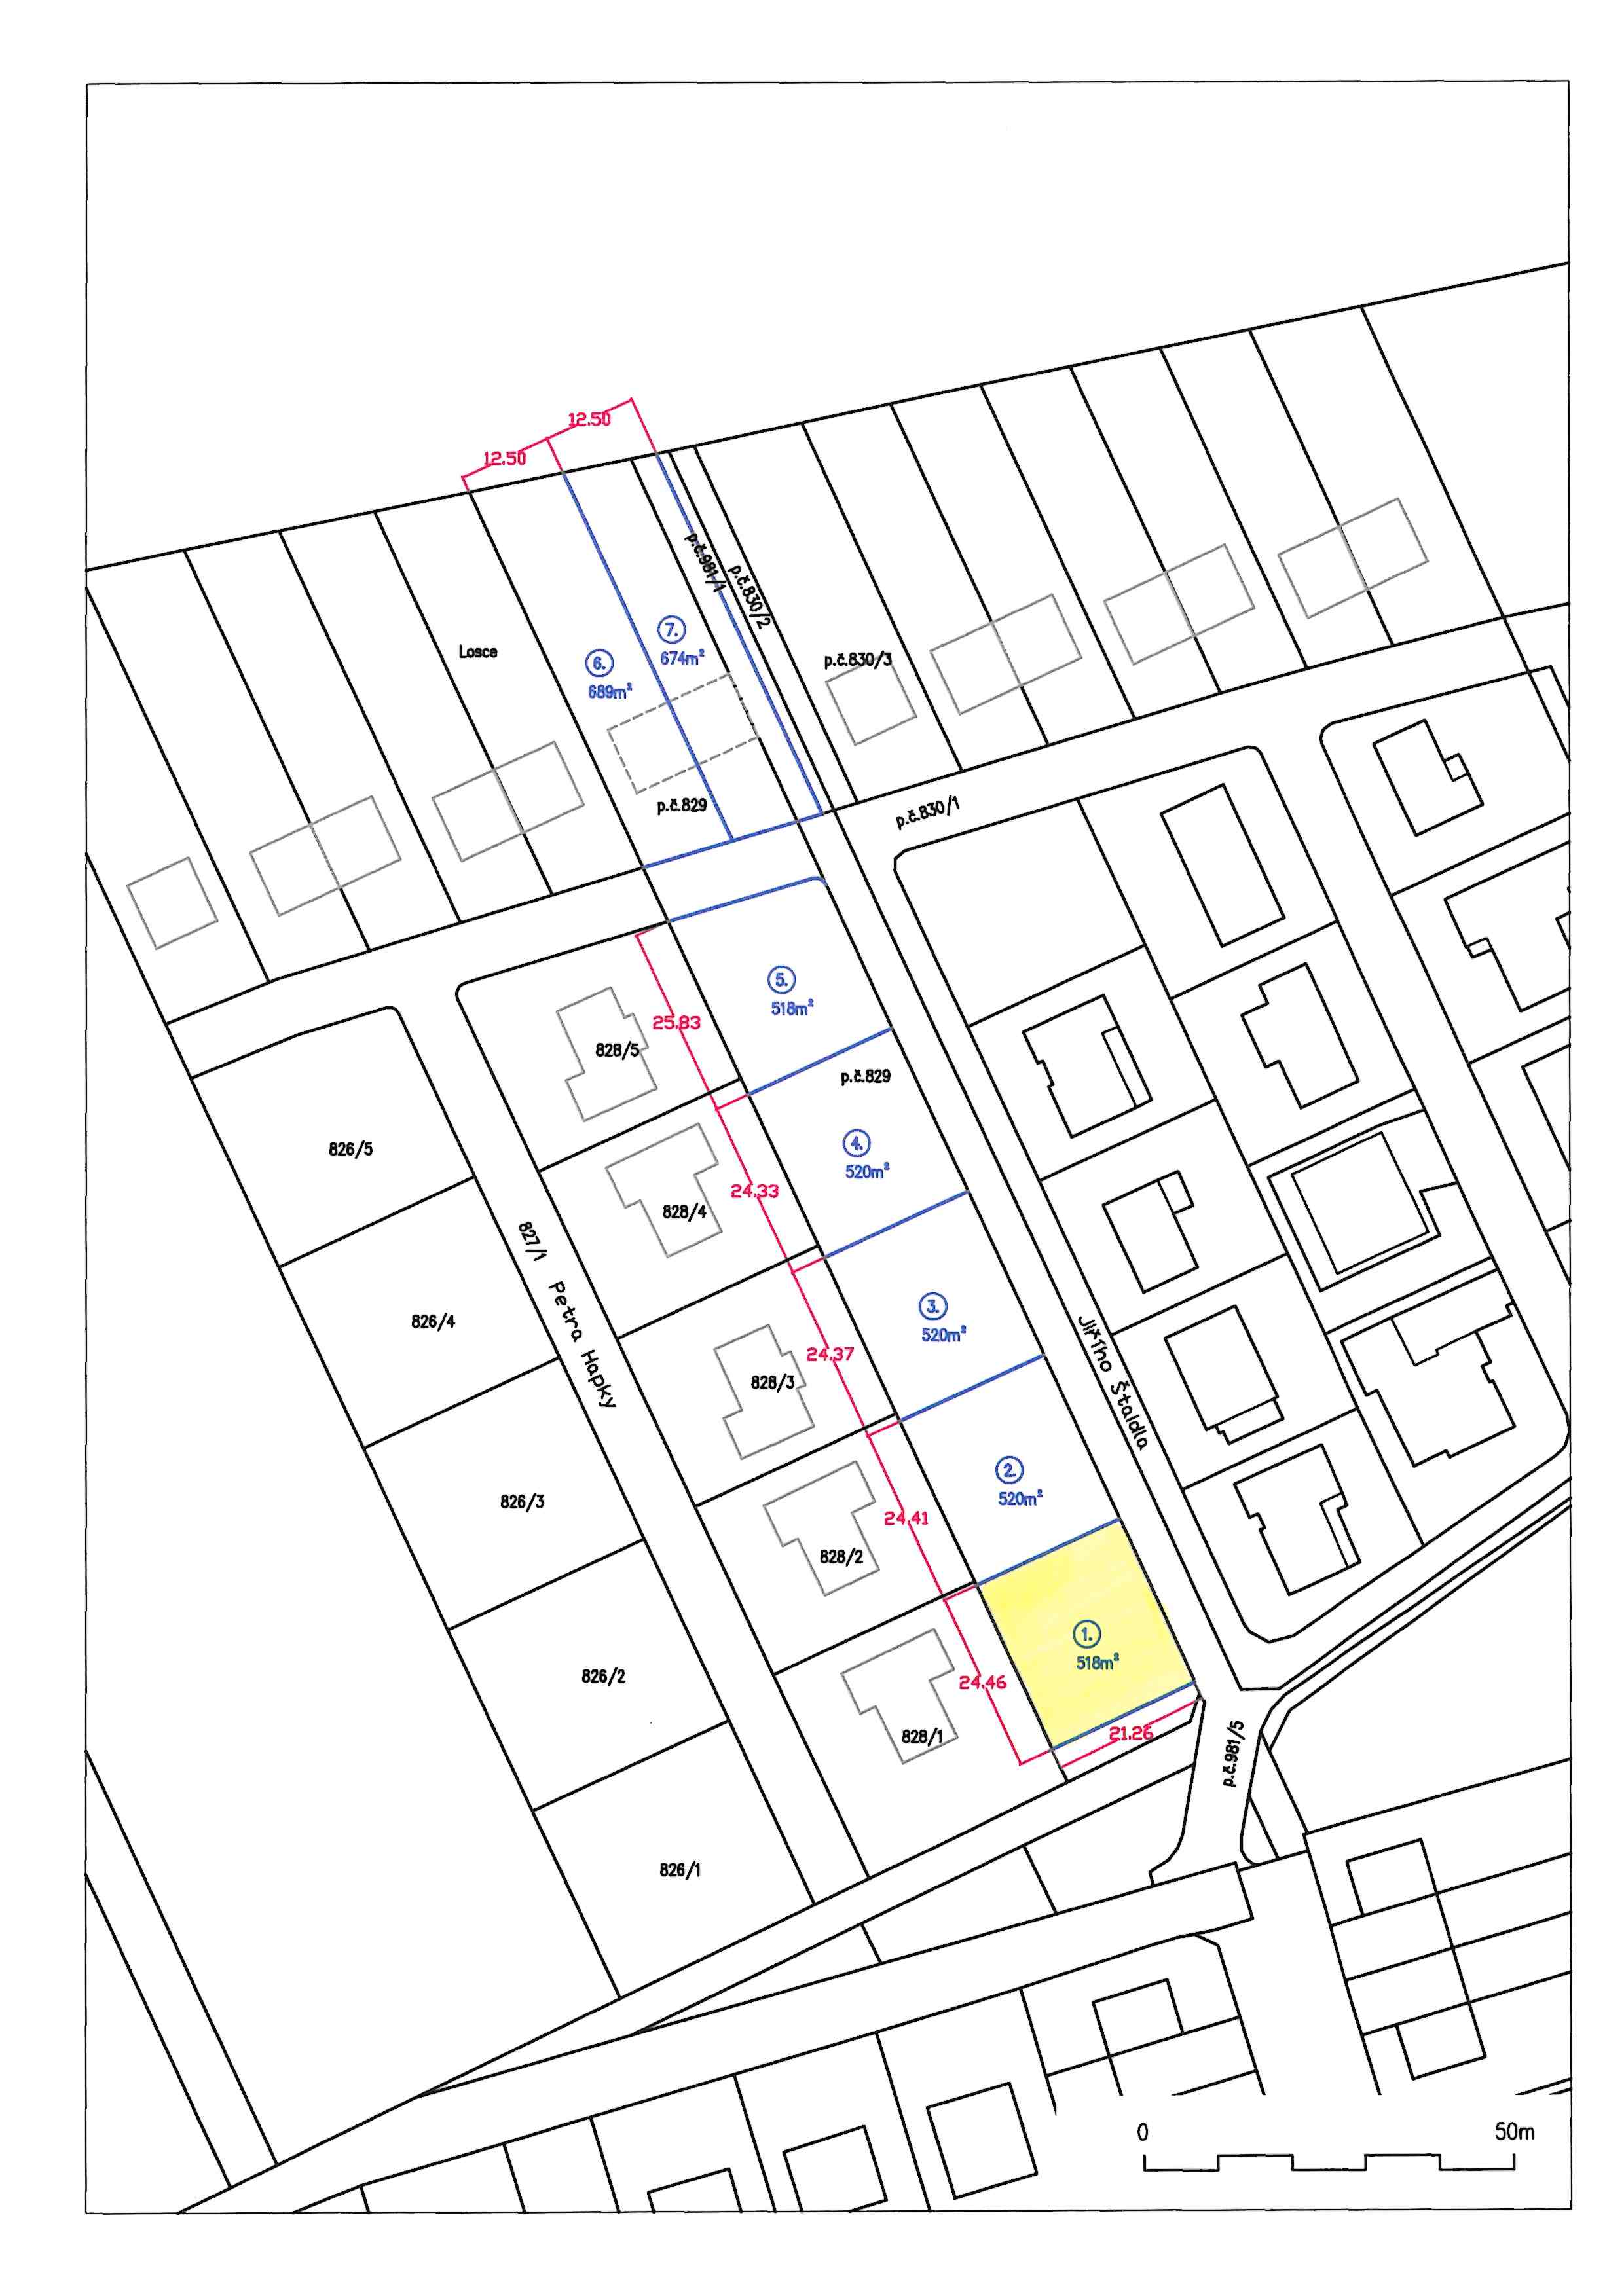 12.50
12.50
p.č.981/1
p.č.830/2
7.
674m²
6.
689m²
Losce
p.č.830/3
p.č.829
p.č.830/1
5.
518m²
25.83
828/5
p.č.829
4.
520m²
826/5
24.33
828/4
827/1 Petra Hapky
3.
520m²
826/4
24.37
828/3
Jiřího Štaidla
2.
520m²
826/3
24.41
828/2
1.
518m²
826/2
24.46
828/1
21.26
p.č.981/5
826/1
0
50m